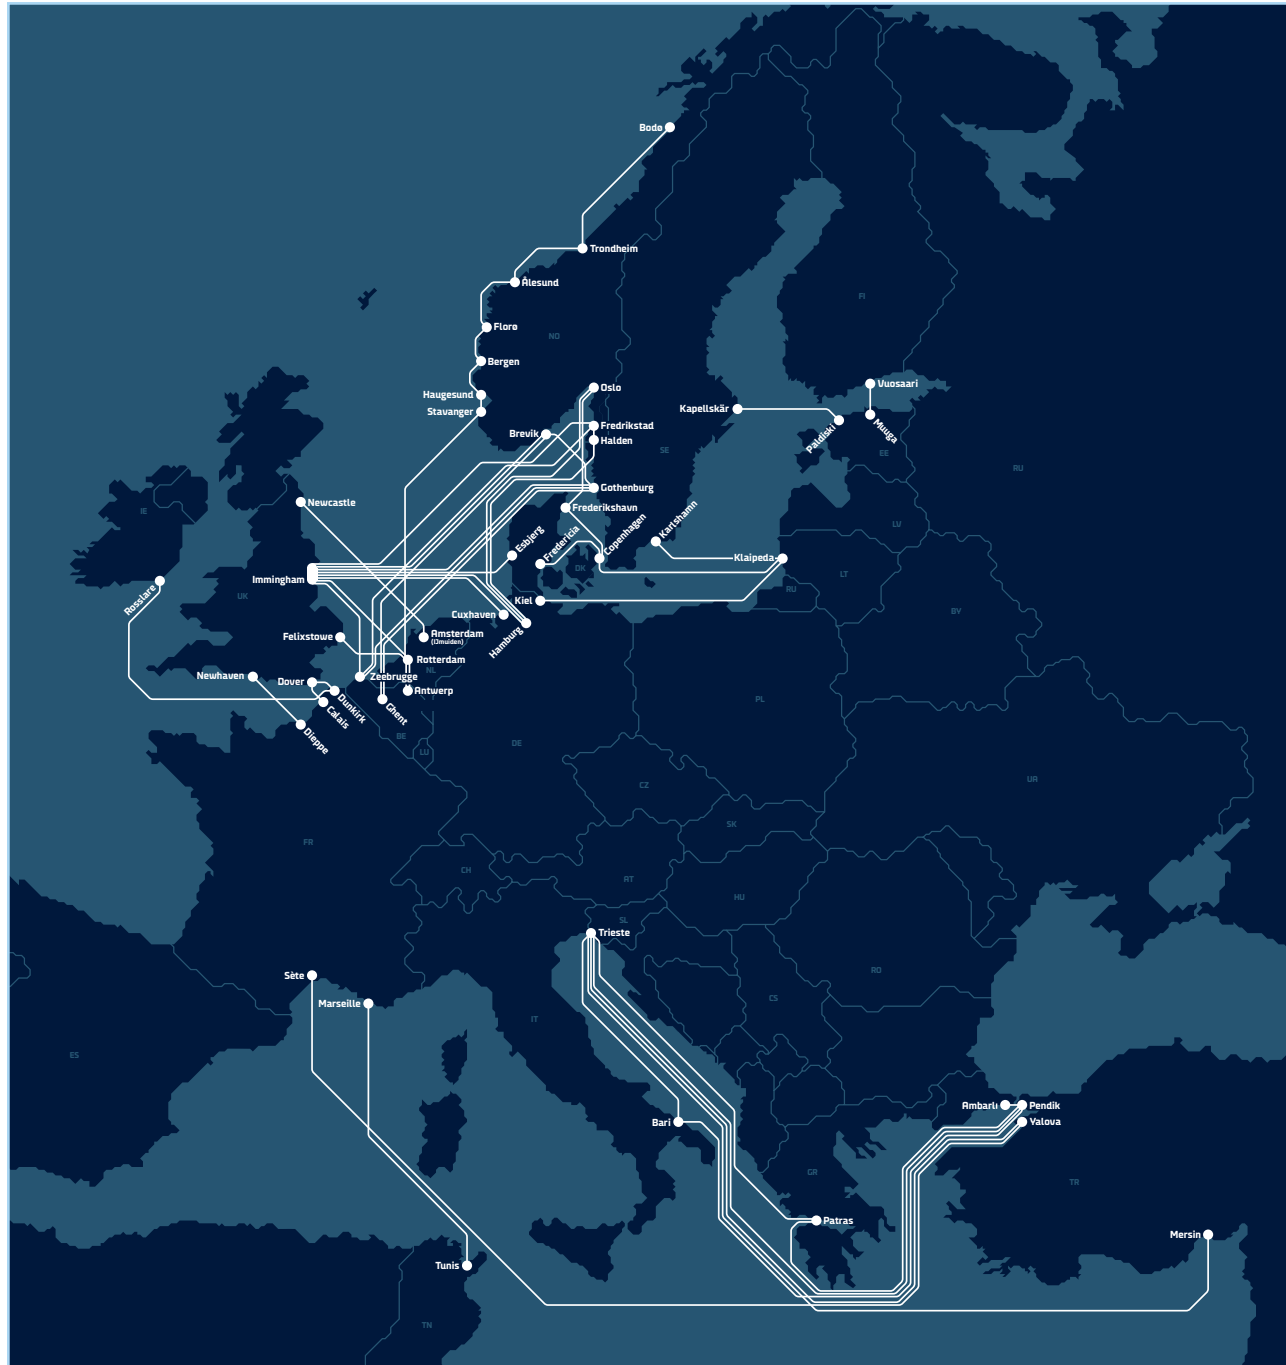 Bodø
Trondheim
Ålesund
FI
Florø
NO
Bergen
Vuosaari
Oslo
Haugesund
Kapellskär
Stavanger
Fredrikstad
Paldiski
Muuga
Brevik
Halden
SE
EE
RU
Gothenburg
Newcastle
Frederikshavn
IE
Karlshamn
LV
Esbjerg
Fredericia
Copenhagen
Klaipeda
DK
LT
Immingham
RU
Rosslare
UK
Kiel
BY
Cuxhaven
Hamburg
Felixstowe
Amsterdam
(IJmuiden)
Rotterdam
NL
Newhaven
Zeebrugge
Dover
Antwerp
Dunkirk
Calais
Ghent
PL
Dieppe
BE
DE
LU
UA
CZ
SK
FR
CH
AT
HU
SL
Trieste
RO
Sète
Marseille
CS
IT
ES
Ambarlı
Pendik
Bari
Yalova
GR
TR
Patras
Mersin
Tunis
TN